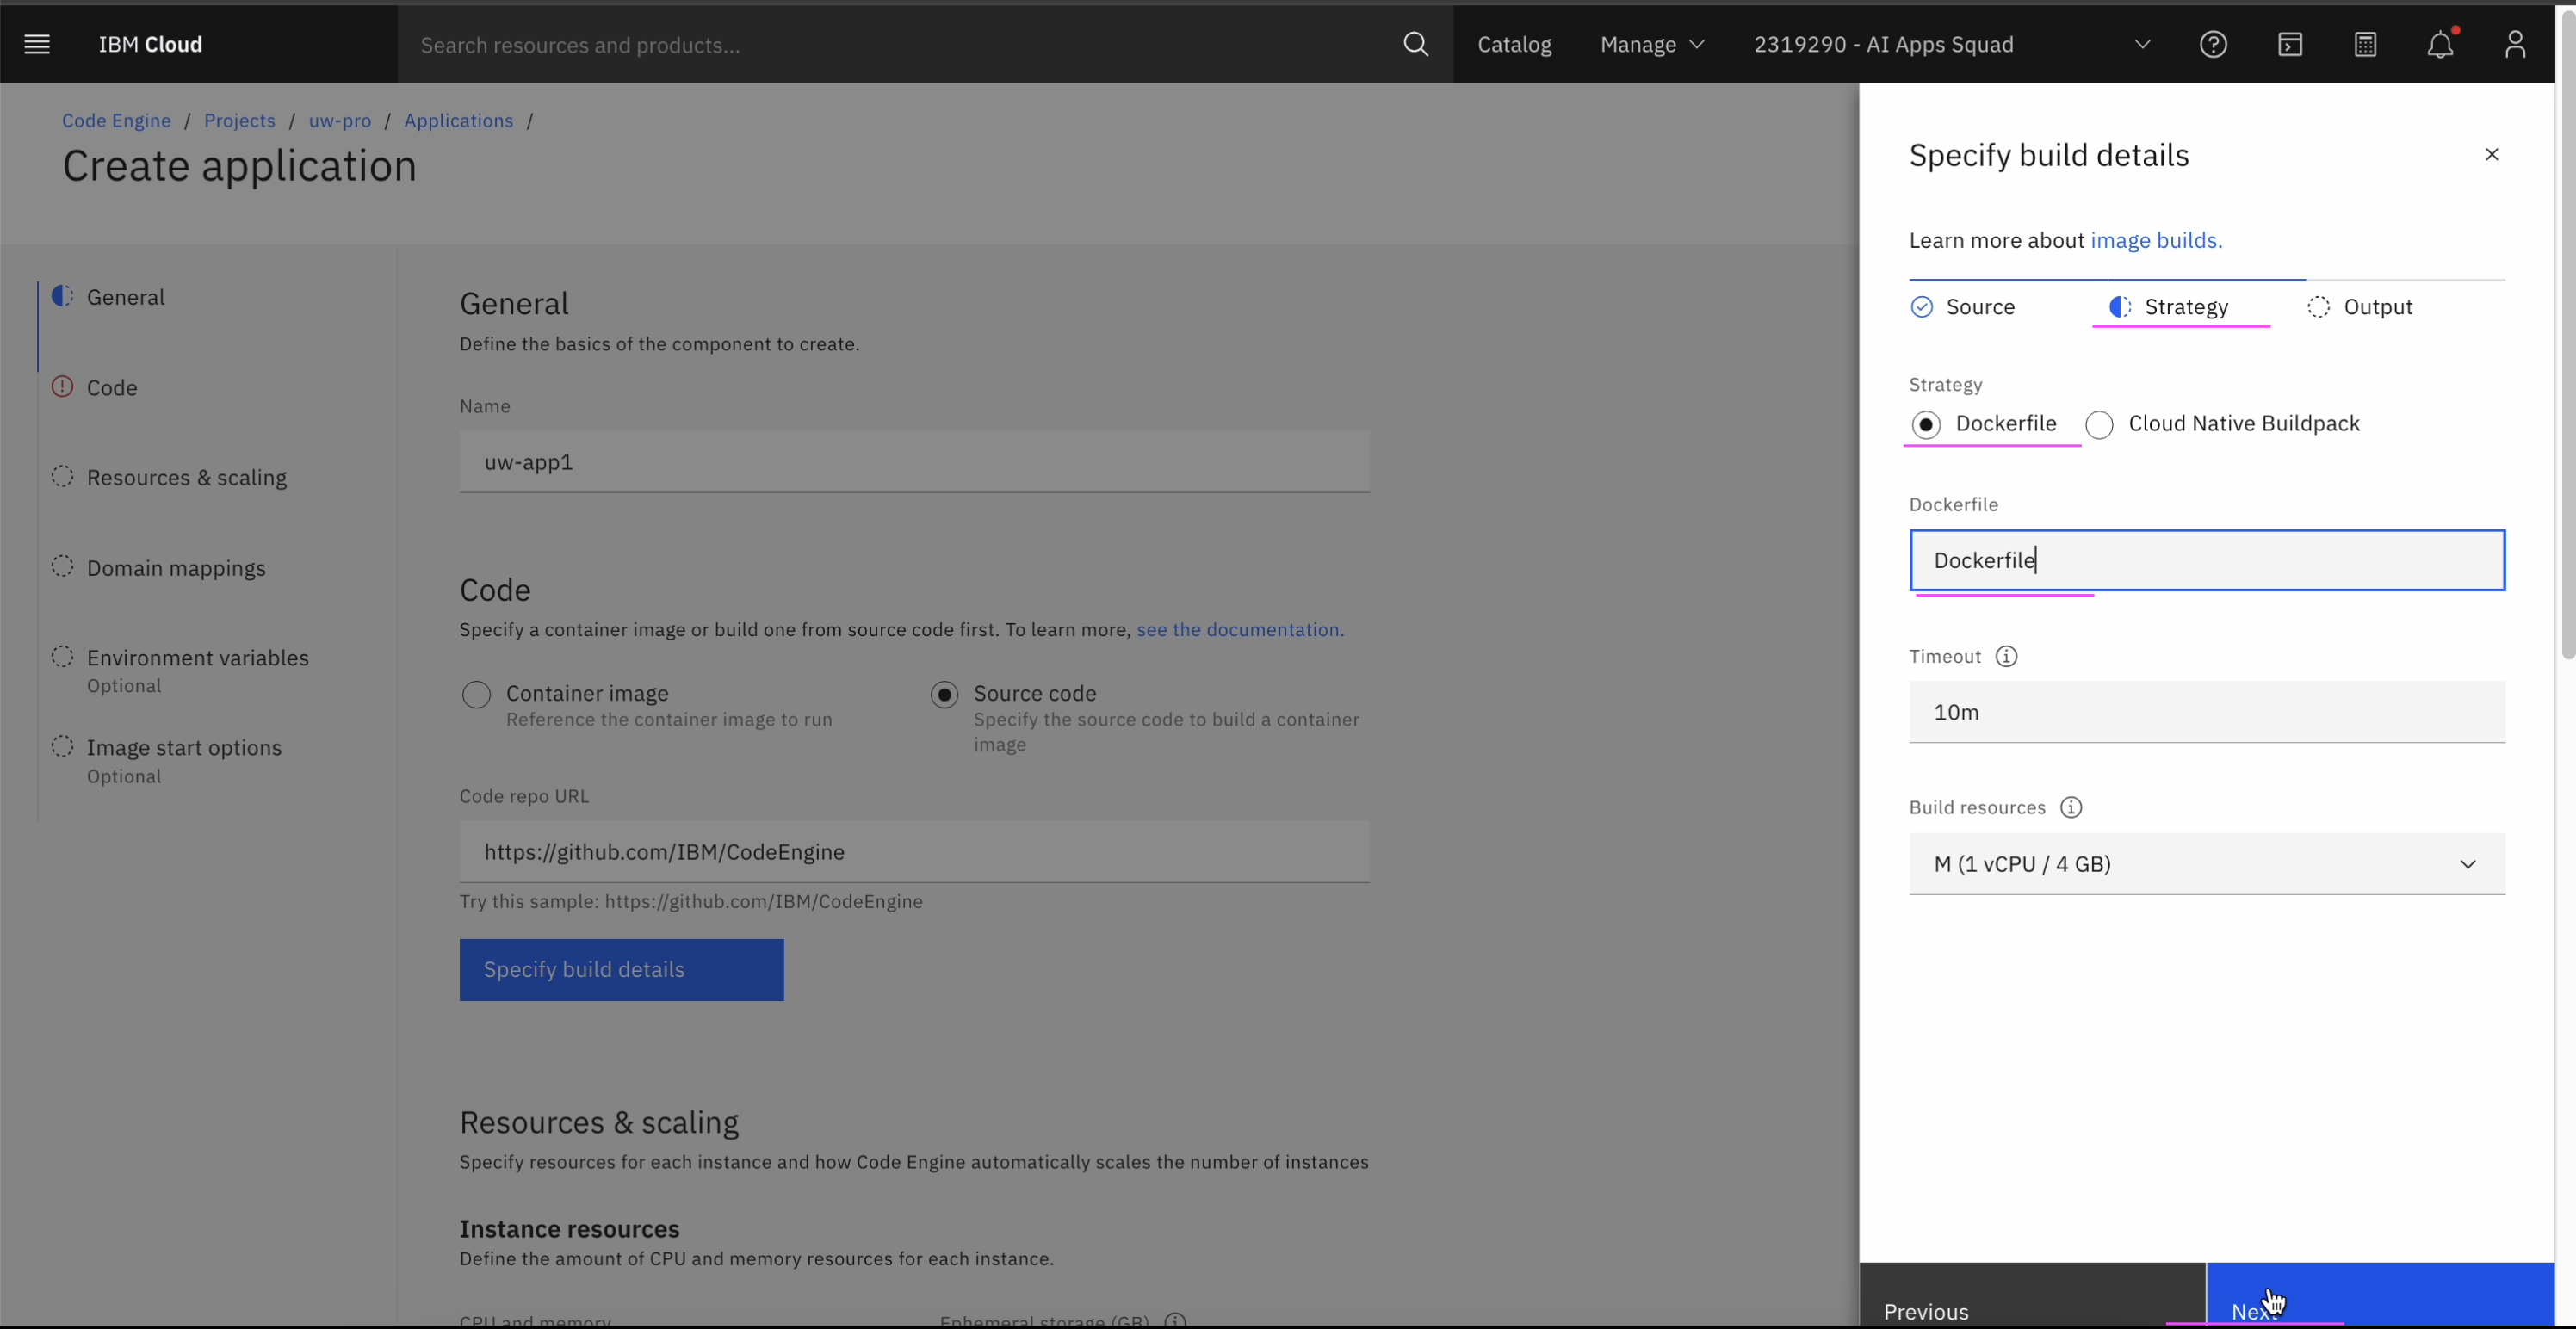 IBM Cloud
Search resources and products...
Catalog
Manage
2319290 - AI Apps Squad
Code Engine / Projects / uw-pro / Applications /
Create application
General
Code
Resources & scaling
Domain mappings
Environment variables
Optional
Image start options
Optional
General
Define the basics of the component to create.
Name
uw-app1
Code
Specify a container image or build one from source code first. To learn more, see the documentation.
Container image
Reference the container image to run
Source code
Specify the source code to build a container
image
Code repo URL
https://github.com/IBM/CodeEngine
Try this sample: https://github.com/IBM/CodeEngine
Specify build details
Resources & scaling
Specify resources for each instance and how Code Engine automatically scales the number of instances
Instance resources
Define the amount of CPU and memory resources for each instance.
CPU and memory
Ephemeral storage (GB)
Specify build details
Learn more about image builds.
Source
Strategy
Output
Strategy
Dockerfile
Cloud Native Buildpack
Dockerfile
Dockerfile
Timeout
10m
Build resources
M (1 vCPU / 4 GB)
Previous
Next